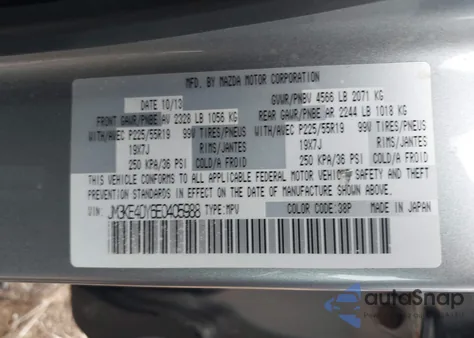 MFD. BY MAZDA MOTOR CORPORATION
DATE 10/13 GVWR/PNBV 4566 LB 2071 KG
FRONT GAWR/PNBE AV 2328 LB 1056 KG REAR GAWR/PNBE AR 2244 LB 1018 KG
WITH/AVEC P225/55R19 99V TIRES/PNEUS WITH/AVEC P225/55R19 99V TIRES/PNEUS
19X7J RIMS/JANTES 19X7J RIMS/JANTES
250 KPA/36 PSI COLD/A FROID 250 KPA/36 PSI COLD/A FROID
THIS VEHICLE CONFORMS TO ALL APPLICABLE FEDERAL MOTOR VEHICLE SAFETY AND THEFT
PREVENTION STANDARDS IN EFFECT ON THE DATE OF MANUFACTURE SHOWN ABOVE.
VIN: JM3KE4DY6E0405988 TYPE:MPV COLOR CODE:38P MADE IN JAPAN
autoSnap